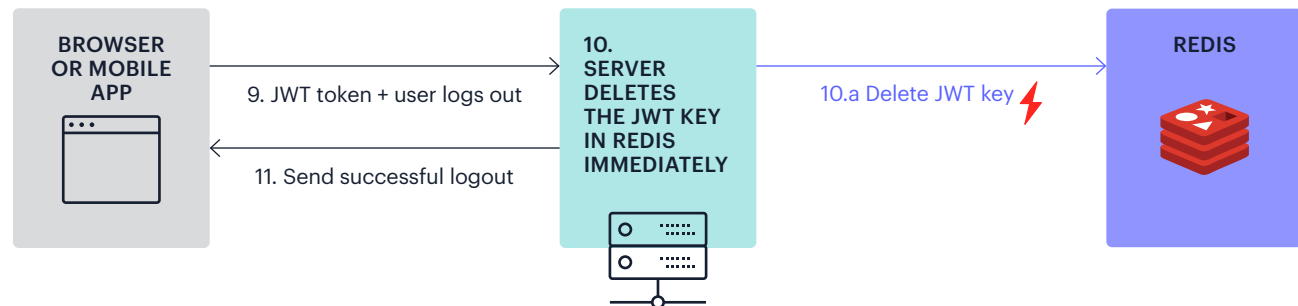 BROWSER
OR MOBILE
APP
9. JWT token + user logs out
11. Send successful logout
10.
SERVER
DELETES
THE JWT KEY
IN REDIS
IMMEDIATELY
10.a Delete JWT key
REDIS